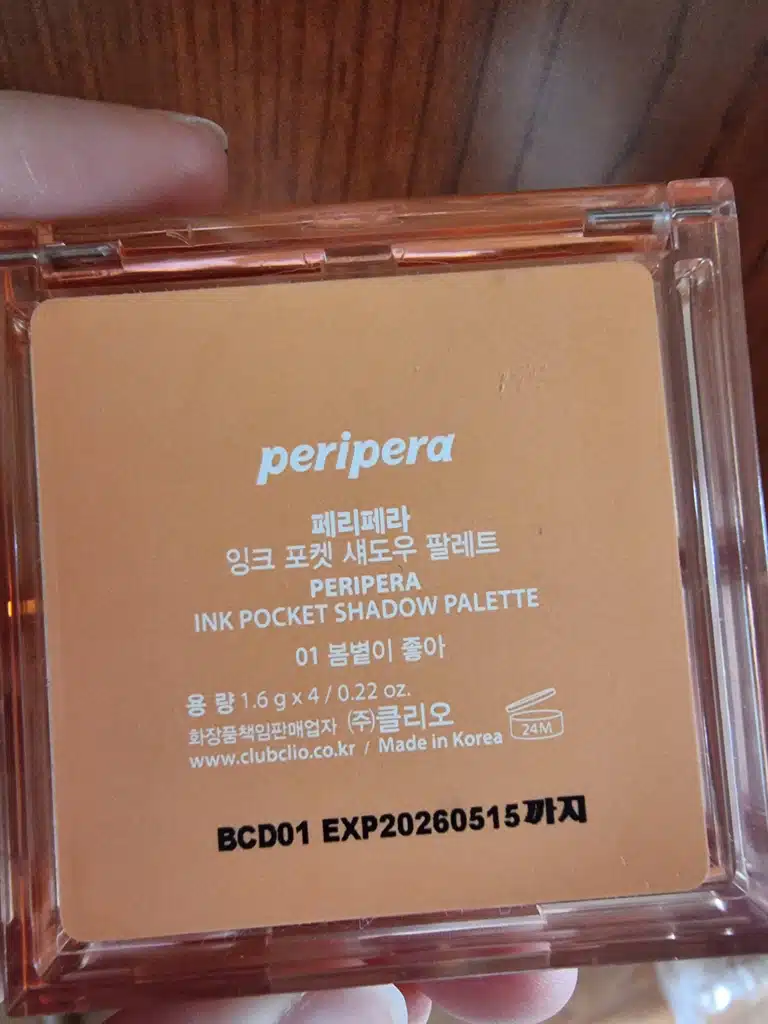 peripera
페리페라
잉크 포켓 섀도우 팔레트
PERIPERA
INK POCKET SHADOW PALETTE
01 봄볕이 좋아
용 량 1.6 g x 4 / 0.22 oz.
화장품책임판매업자 (주)클리오
www.clubclio.co.kr / Made in Korea
24M
BCD01 EXP20260515까지